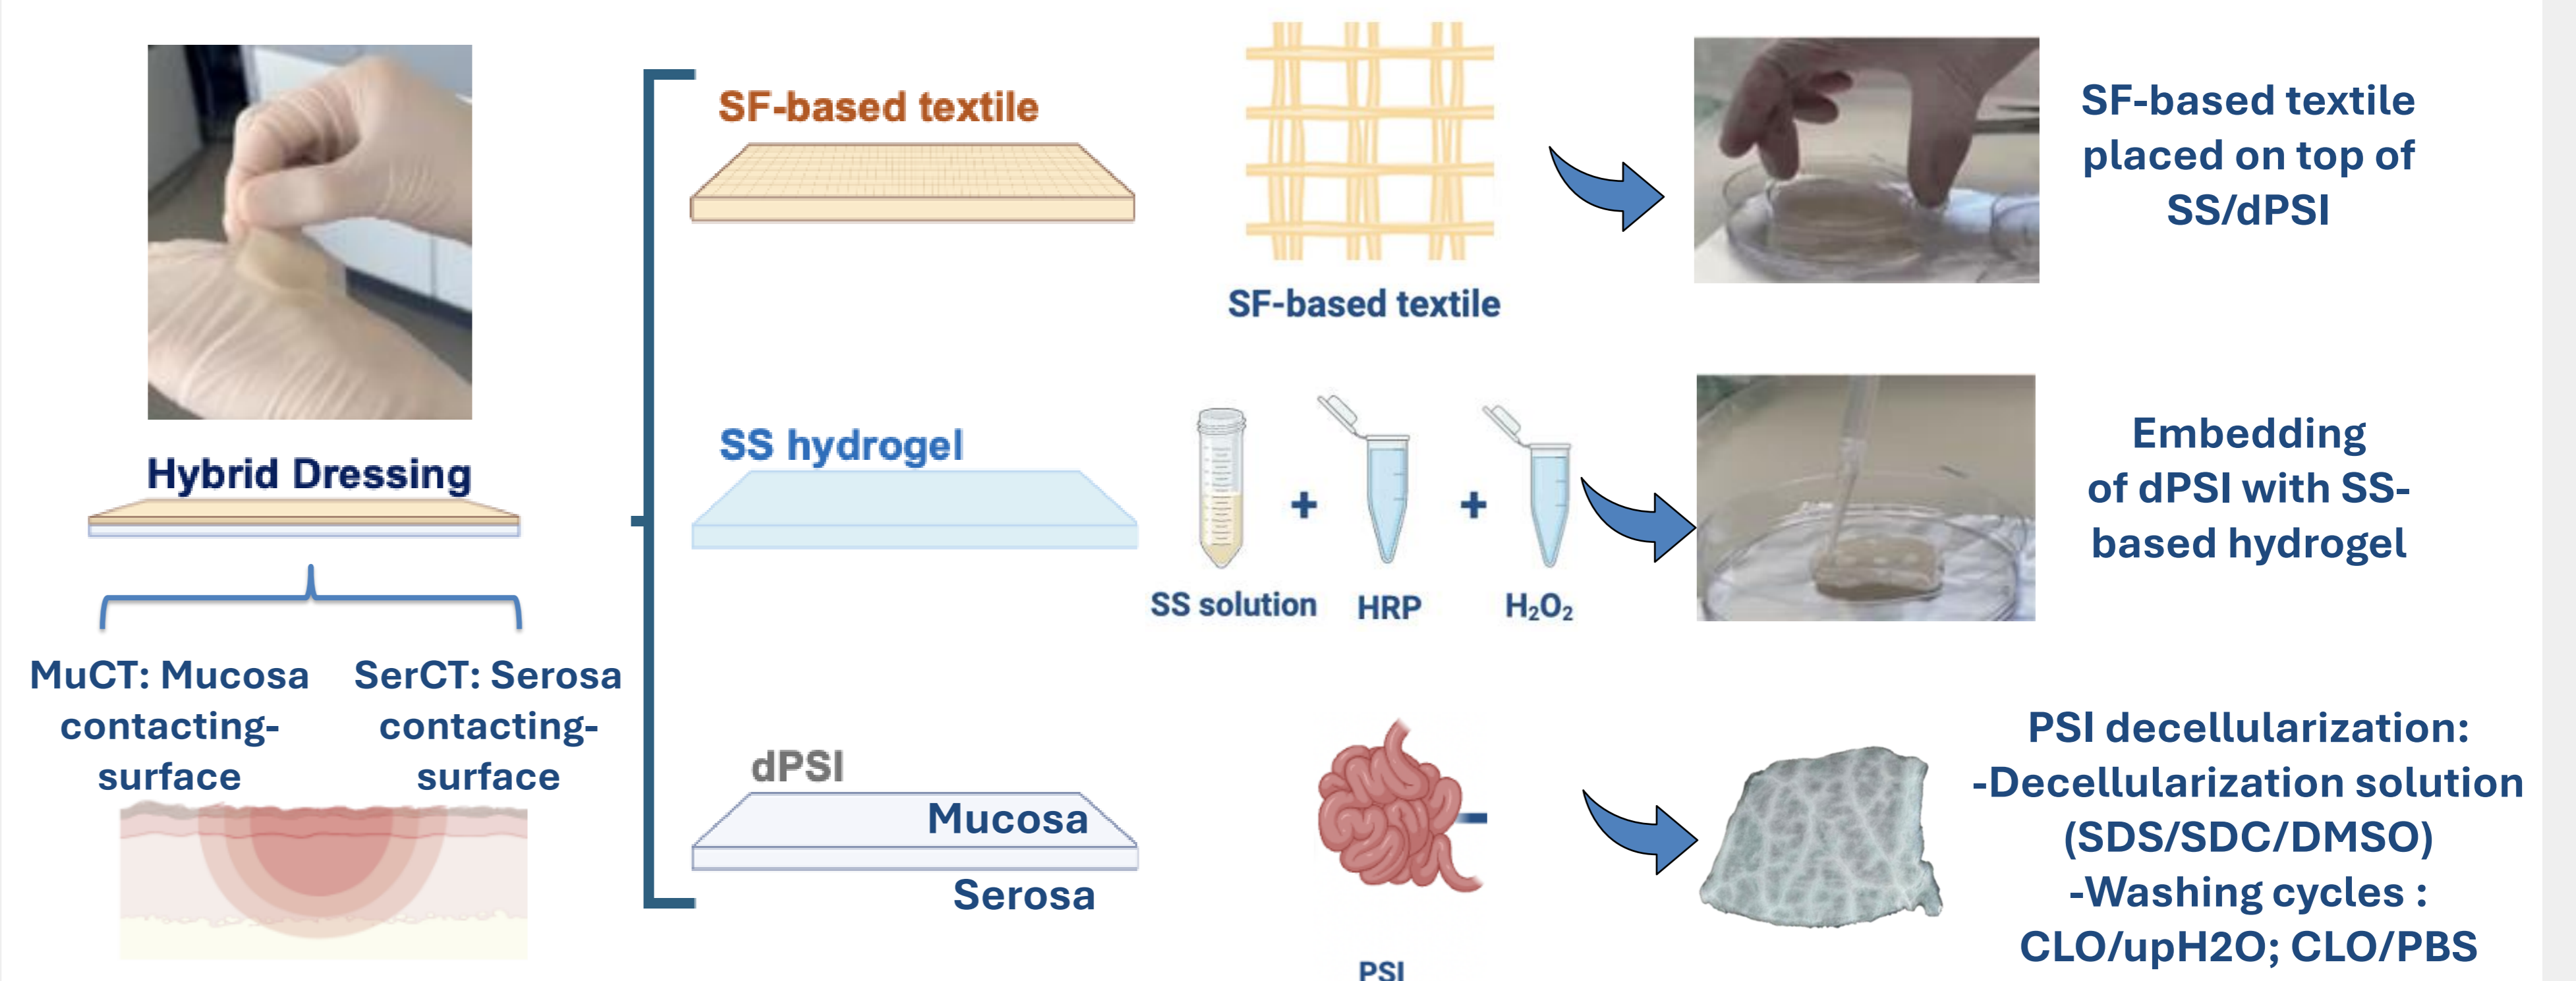 Hybrid Dressing
MuCT: Mucosa
contacting-
surface
SerCT: Serosa
contacting-
surface
SF-based textile
SF-based textile
SF-based textile
placed on top of
SS/dPSI
SS hydrogel
SS solution
+
HRP
+
H₂O₂
Embedding
of dPSI with SS-
based hydrogel
dPSI
Mucosa
Serosa
PSI
PSI decellularization:
-Decellularization solution
(SDS/SDC/DMSO)
-Washing cycles :
CLO/upH2O; CLO/PBS